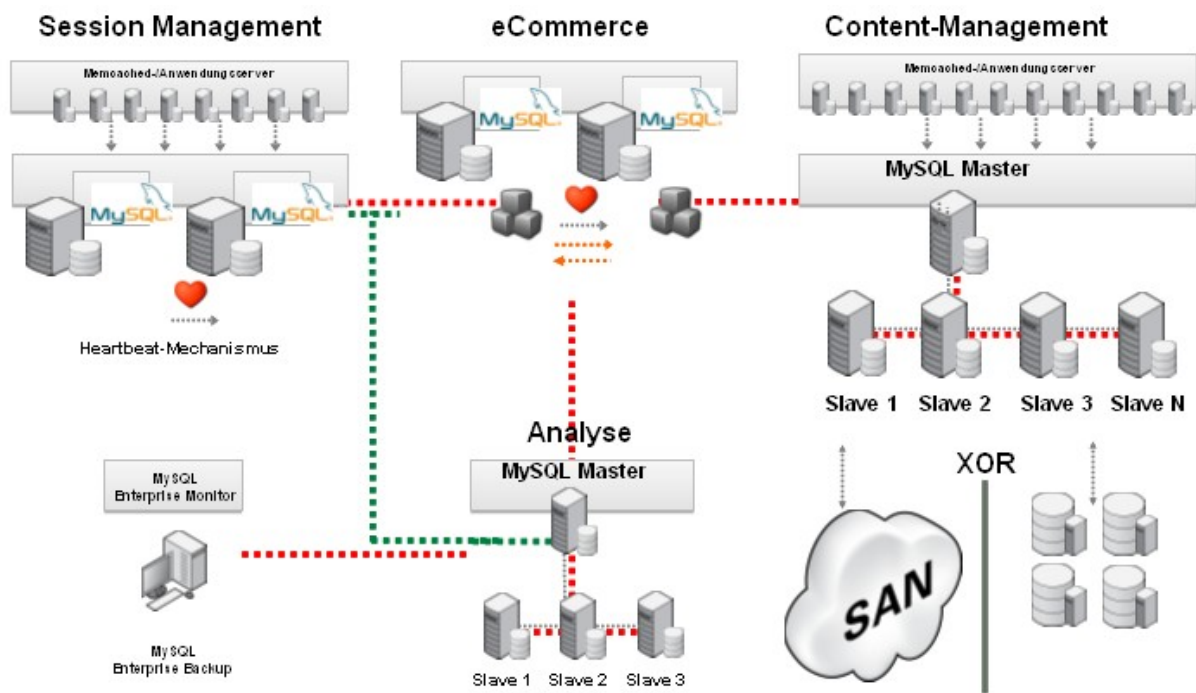 Session Management
eCommerce
Content-Management
Memcached-/Anwendungsserver
Memcached-/Anwendungsserver
MySQL
MySQL
MySQL
MySQL
MySQL Master
Heartbeat-Mechanismus
Slave 1
Slave 2
Slave 3
Slave N
Analyse
MySQL Master
MySQL
Enterprise Monitor
XOR
SAN
MySQL
Enterprise Backup
Slave 1
Slave 2
Slave 3